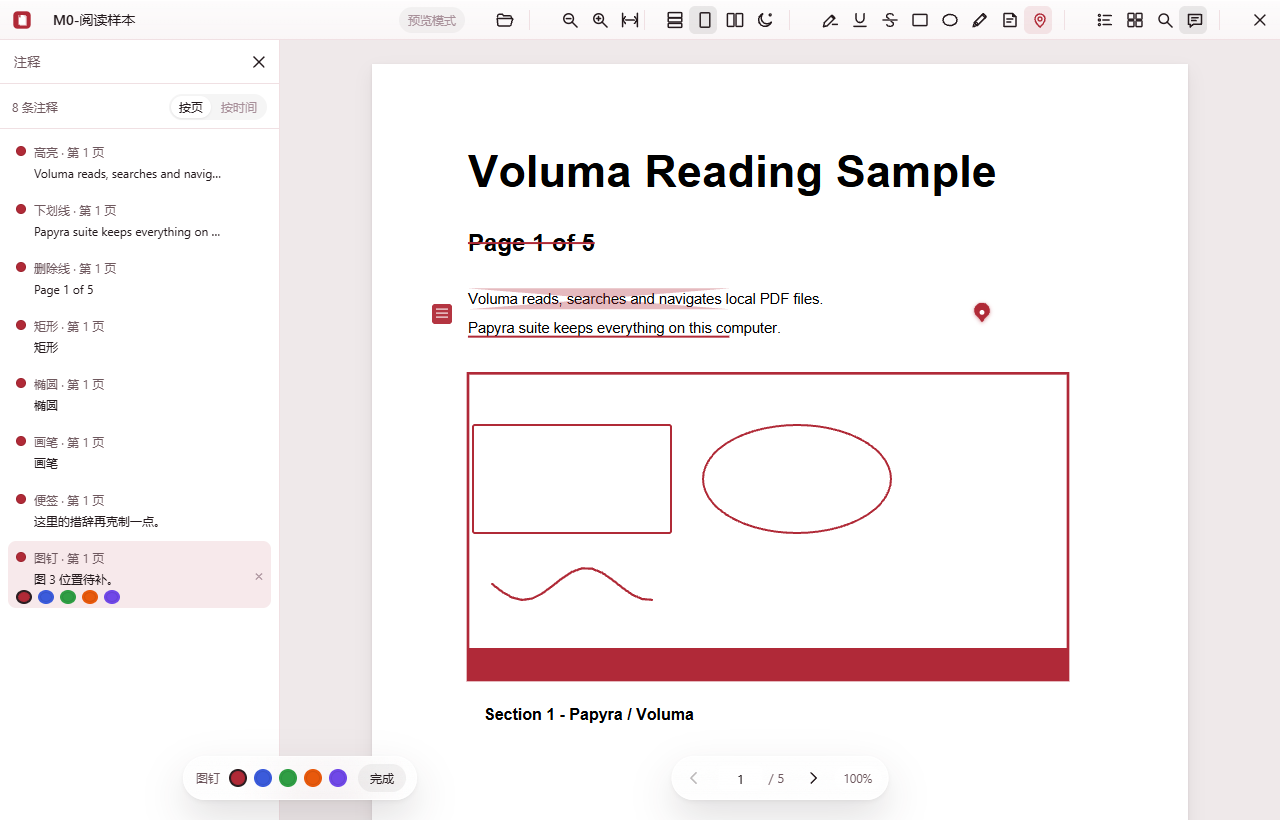 M0-阅读样本
预览模式
注释
8 条注释
按页
按时间
高亮 · 第 1 页
Voluma reads, searches and navig...
下划线 · 第 1 页
Papyra suite keeps everything on ...
删除线 · 第 1 页
Page 1 of 5
矩形 · 第 1 页
矩形
椭圆 · 第 1 页
椭圆
画笔 · 第 1 页
画笔
便签 · 第 1 页
这里的措辞再克制一点。
图钉 · 第 1 页
图 3 位置待补。
Voluma Reading Sample
Page 1 of 5
Voluma reads, searches and navigates local PDF files.
Papyra suite keeps everything on this computer.
Section 1 - Papyra / Voluma
图钉
完成
1
/ 5
100%